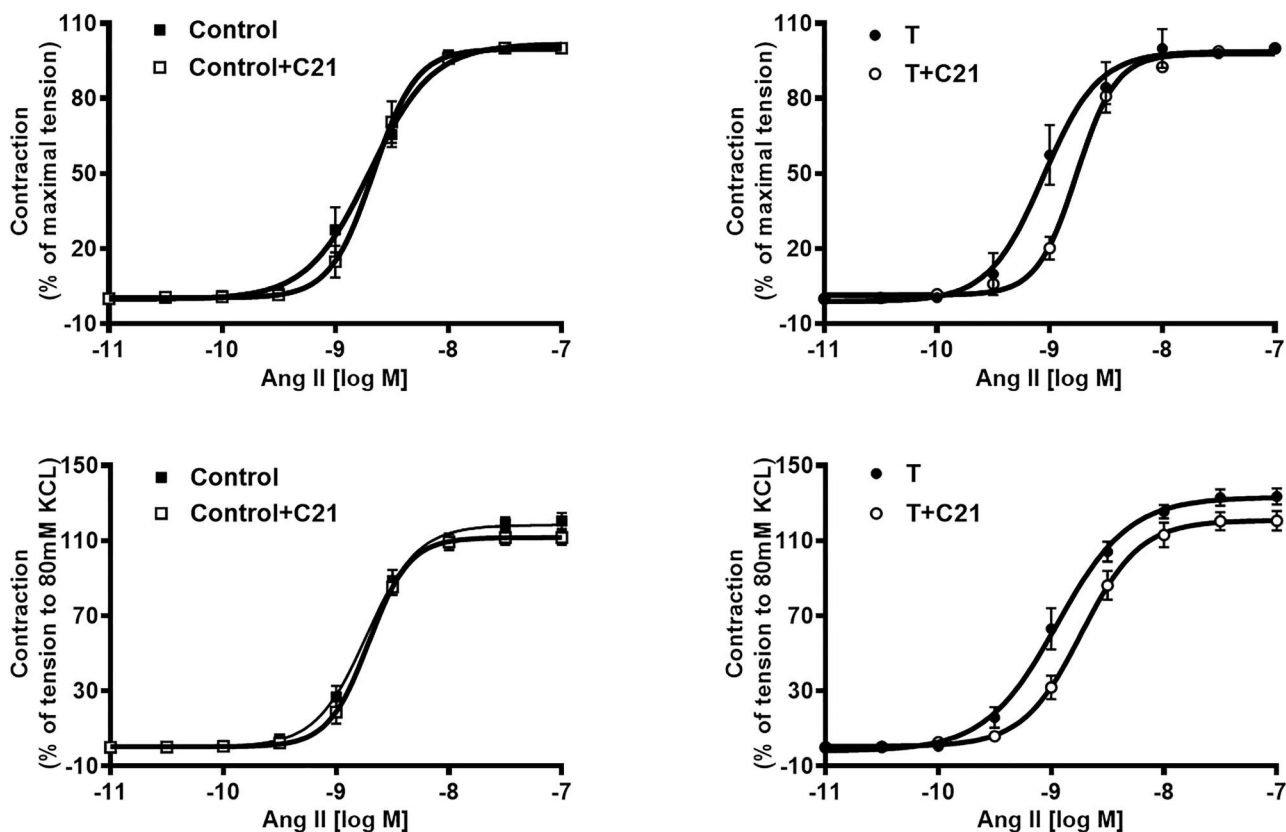 110
80
50
20
-10
Contraction
(% of maximal tension)
Control
Control+C21
-11 -10 -9 -8 -7
Ang II [log M]
110
80
50
20
-10
Contraction
(% of maximal tension)
T
T+C21
-11 -10 -9 -8 -7
Ang II [log M]
150
110
70
30
-10
Contraction
(% of tension to 80mM KCL)
Control
Control+C21
-11 -10 -9 -8 -7
Ang II [log M]
150
110
70
30
-10
Contraction
(% of tension to 80mM KCL)
T
T+C21
-11 -10 -9 -8 -7
Ang II [log M]